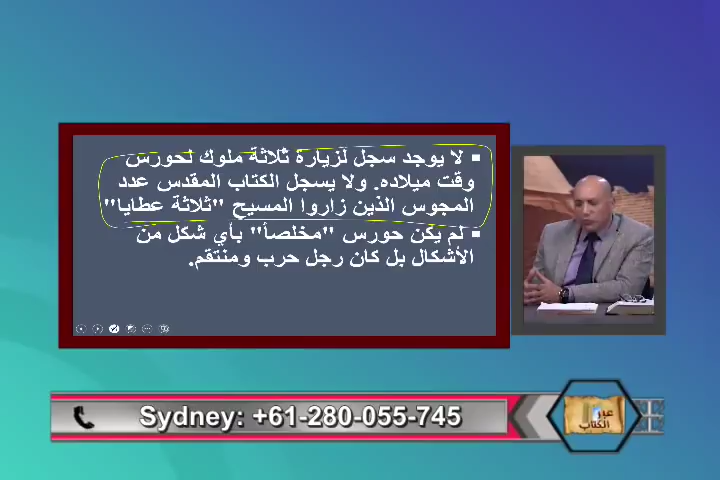 لا يوجد سجل لزيارة ثلاثة ملوك لحورس
وقت ميلاده. ولا يسجل الكتاب المقدس عدد
المجوس الذين زاروا المسيح "ثلاثة عطايا"
لم يكن حورس "مخلصاً" بأي شكل من
الأشكال بل كان رجل حرب ومنتقم.
Sydney: +61-280-055-745
عبر
الكتاب